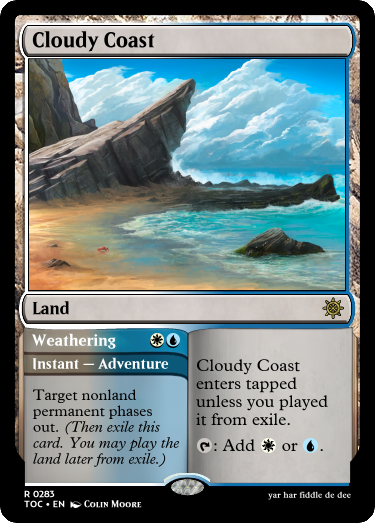 Cloudy Coast
Land
Weathering
Instant — Adventure
Target nonland
permanent phases
out. (Then exile this
card. You may play the
land later from exile.)
Cloudy Coast
enters tapped
unless you played
it from exile.
: Add or .
R 0283
TOC • EN Colin Moore
yar har fiddle de dee